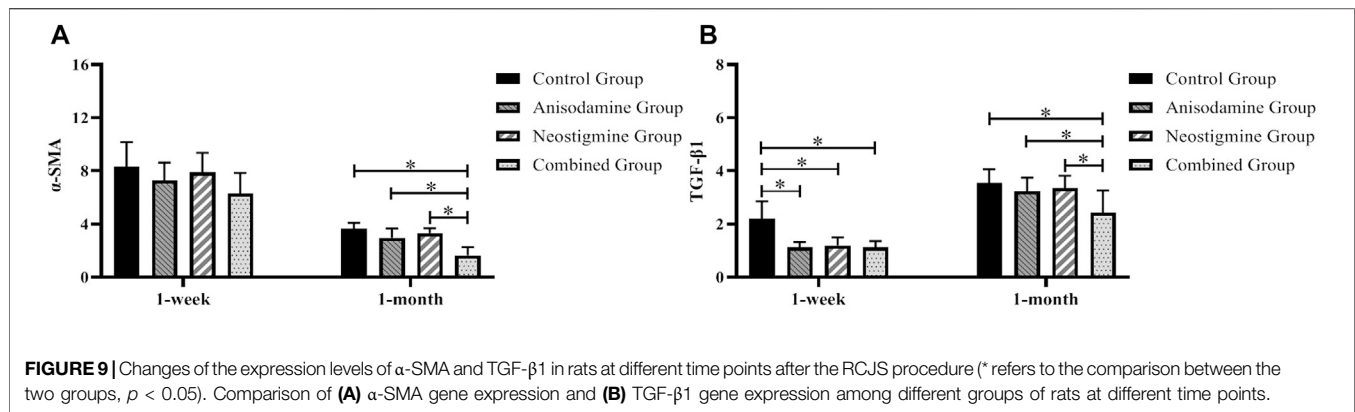 A
α-SMA
16
12
8
4
0
1-week
1-month
* * *
Control Group
Anisodamine Group
Neostigmine Group
Combined Group
B
TGF-β1
8
6
4
2
0
1-week
1-month
* * *
* * *
Control Group
Anisodamine Group
Neostigmine Group
Combined Group
FIGURE 9 | Changes of the expression levels of α-SMA and TGF-β1 in rats at different time points after the RCJS procedure (* refers to the comparison between the
two groups, p < 0.05). Comparison of (A) α-SMA gene expression and (B) TGF-β1 gene expression among different groups of rats at different time points.